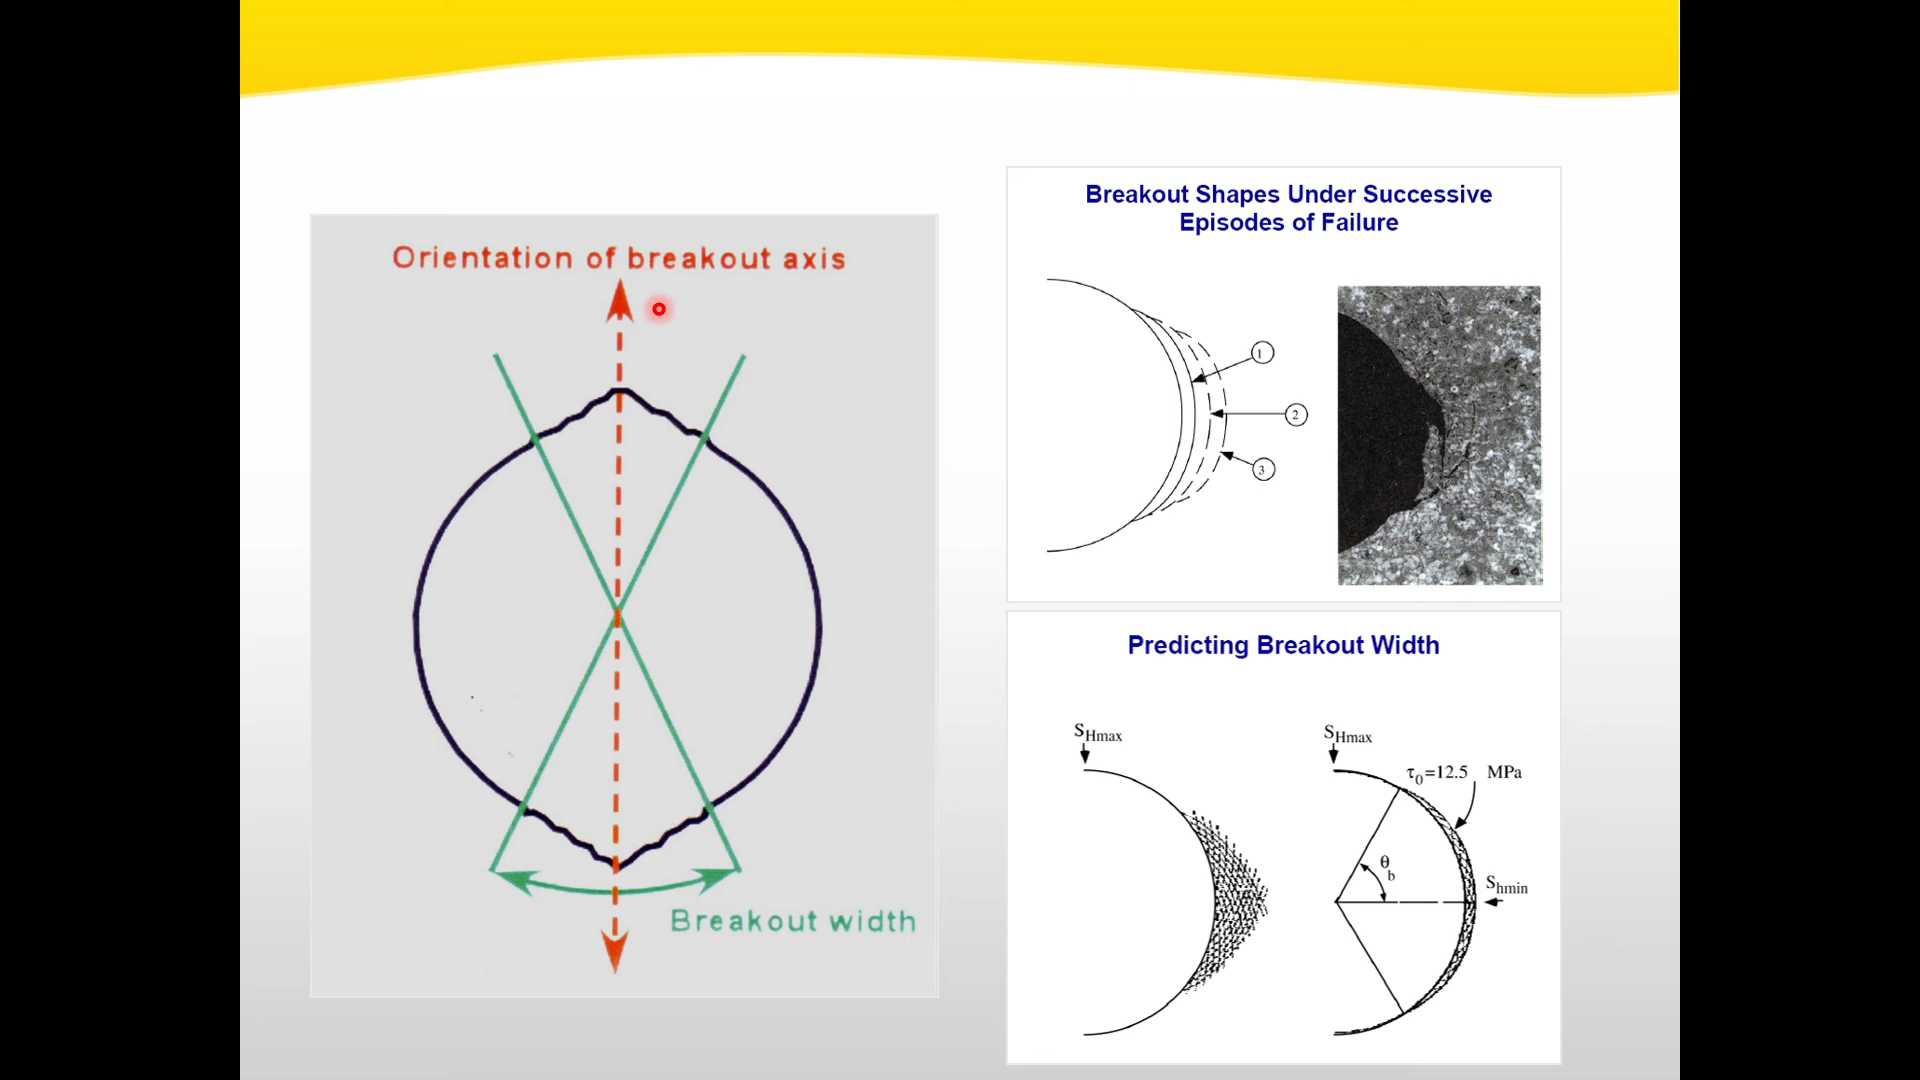 Orientation of breakout axis
Breakout width
Breakout Shapes Under Successive
Episodes of Failure
1
2
3
Predicting Breakout Width
SHmax
SHmax
τ0=12.5 MPa
θb
Shmin